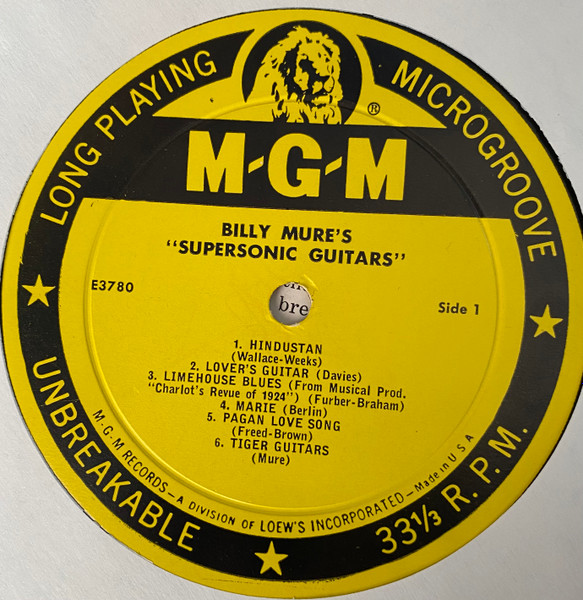 LONG PLAYING
MICROGROOVE
®
M-G-M
BILLY MURE'S
"SUPERSONIC GUITARS"
E3780
Side 1
bre
1. HINDUSTAN
(Wallace-Weeks)
2. LOVER'S GUITAR (Davies)
3. LIMEHOUSE BLUES (From Musical Prod.
"Charlot's Revue of 1924") (Furber-Braham)
4. MARIE (Berlin)
5. PAGAN LOVE SONG
(Freed-Brown)
6. TIGER GUITARS
(Mure)
M-G-M RECORDS—A DIVISION OF LOEW'S INCORPORATED—Made in U S A
UNBREAKABLE
33⅓ R.P.M.